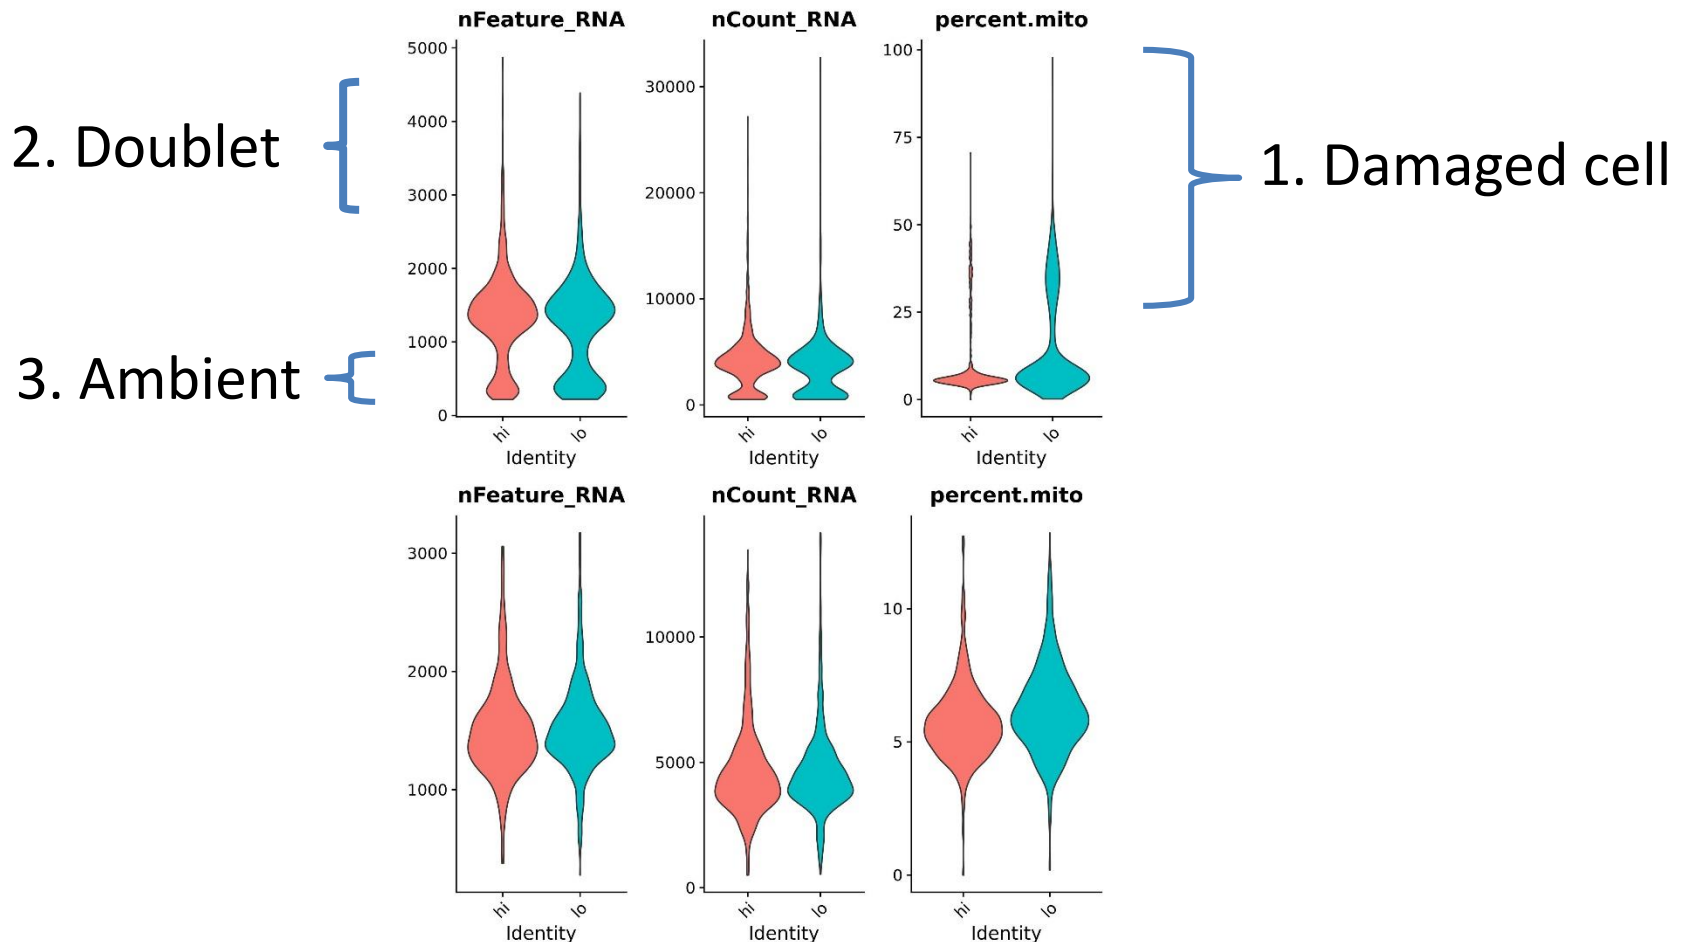 nFeature_RNA nCount_RNA percent.mito
5000
4000
3000
2000
1000
0
30000
20000
10000
0
100
75
50
25
0
2. Doublet
1. Damaged cell
3. Ambient
hi lo hi lo hi lo
Identity Identity Identity
nFeature_RNA nCount_RNA percent.mito
3000
2000
1000
10000
5000
0
10
5
0
hi lo hi lo hi lo
Identity Identity Identity